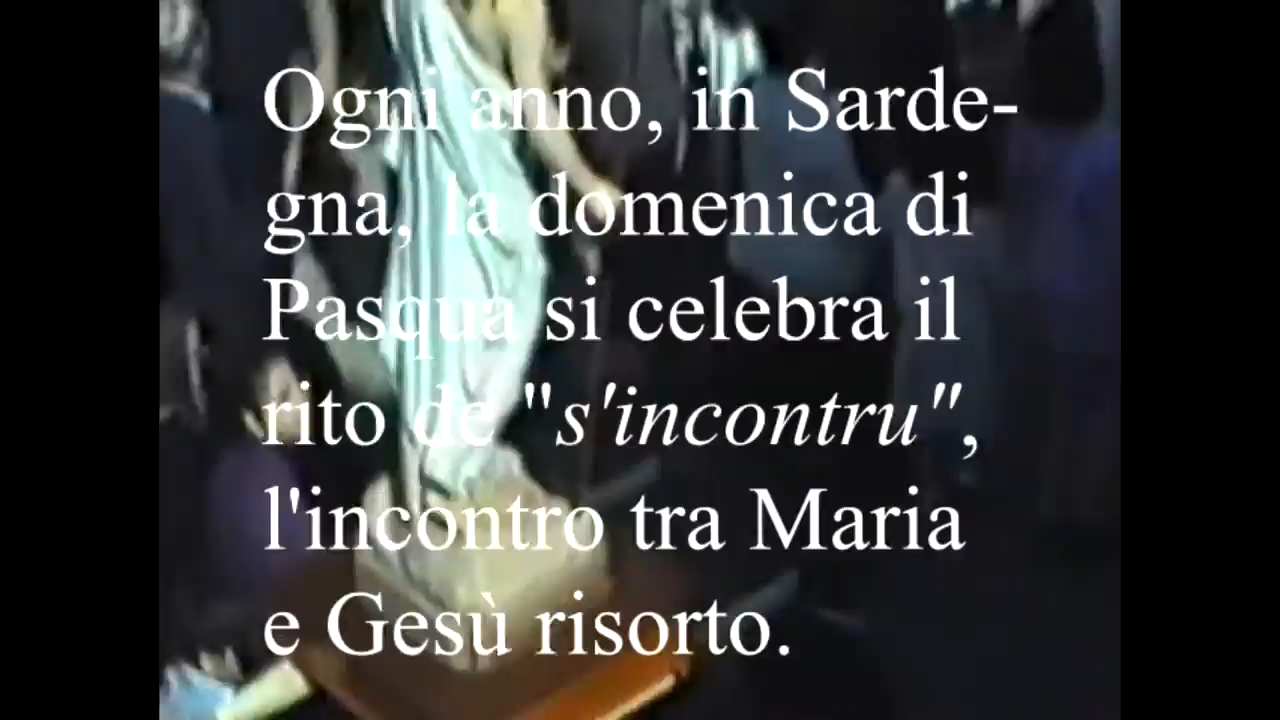 Ogni anno, in Sarde-
gna, la domenica di
Pasqua si celebra il
rito de "s'incontru",
l'incontro tra Maria
e Gesù risorto.